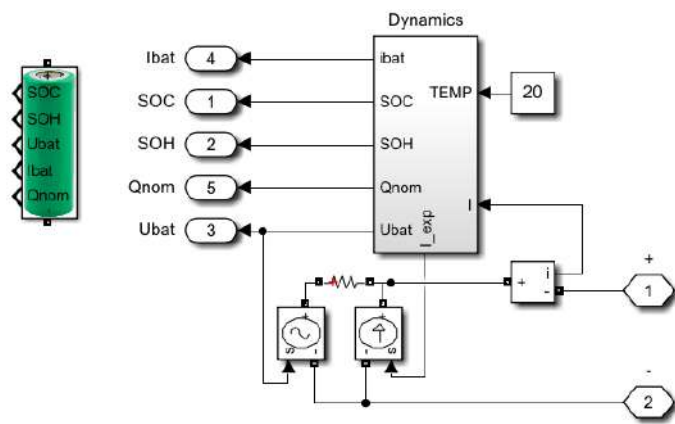 Dynamics
SOC
SOH
Ubat
Ibat
Qnom
Ibat 4 ibat
SOC 1 SOC
TEMP 20
SOH 2 SOH
Qnom 5 Qnom
I
Ubat 3 Ubat
I_exp
+ s -
+ - s
+ i -
+
1
-
2